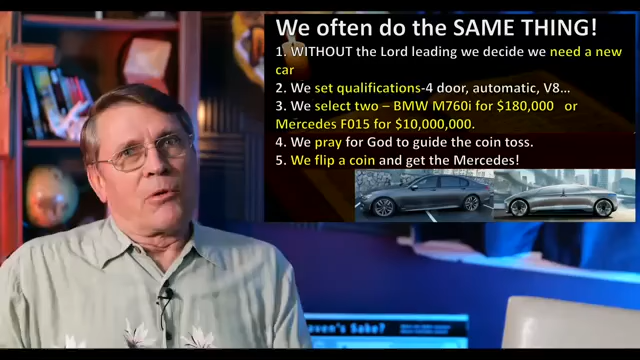 We often do the SAME THING!
1. WITHOUT the Lord leading we decide we need a new
car
2. We set qualifications-4 door, automatic, V8...
3. We select two – BMW M760i for $180,000 or
Mercedes F015 for $10,000,000.
4. We pray for God to guide the coin toss.
5. We flip a coin and get the Mercedes!
aven's Sake?